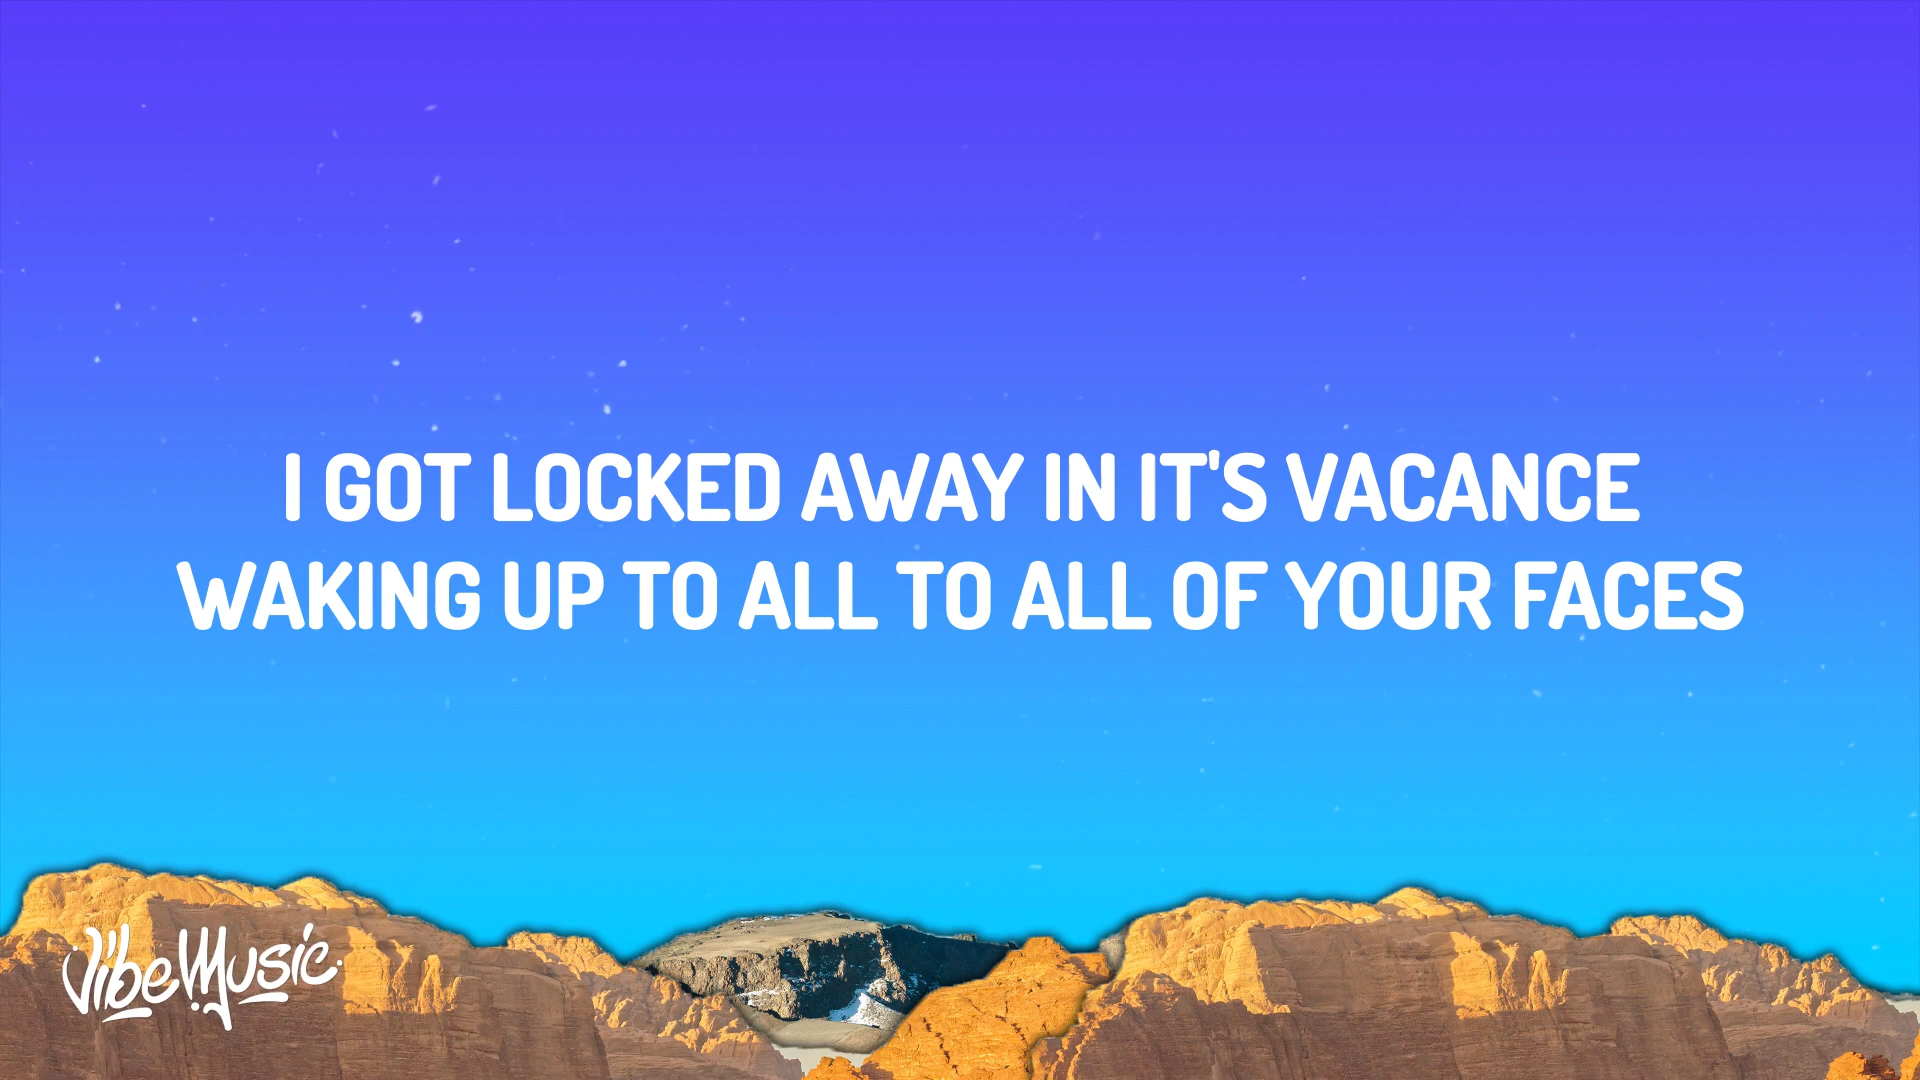 I GOT LOCKED AWAY IN IT'S VACANCE
WAKING UP TO ALL TO ALL OF YOUR FACES
VibeMusic.